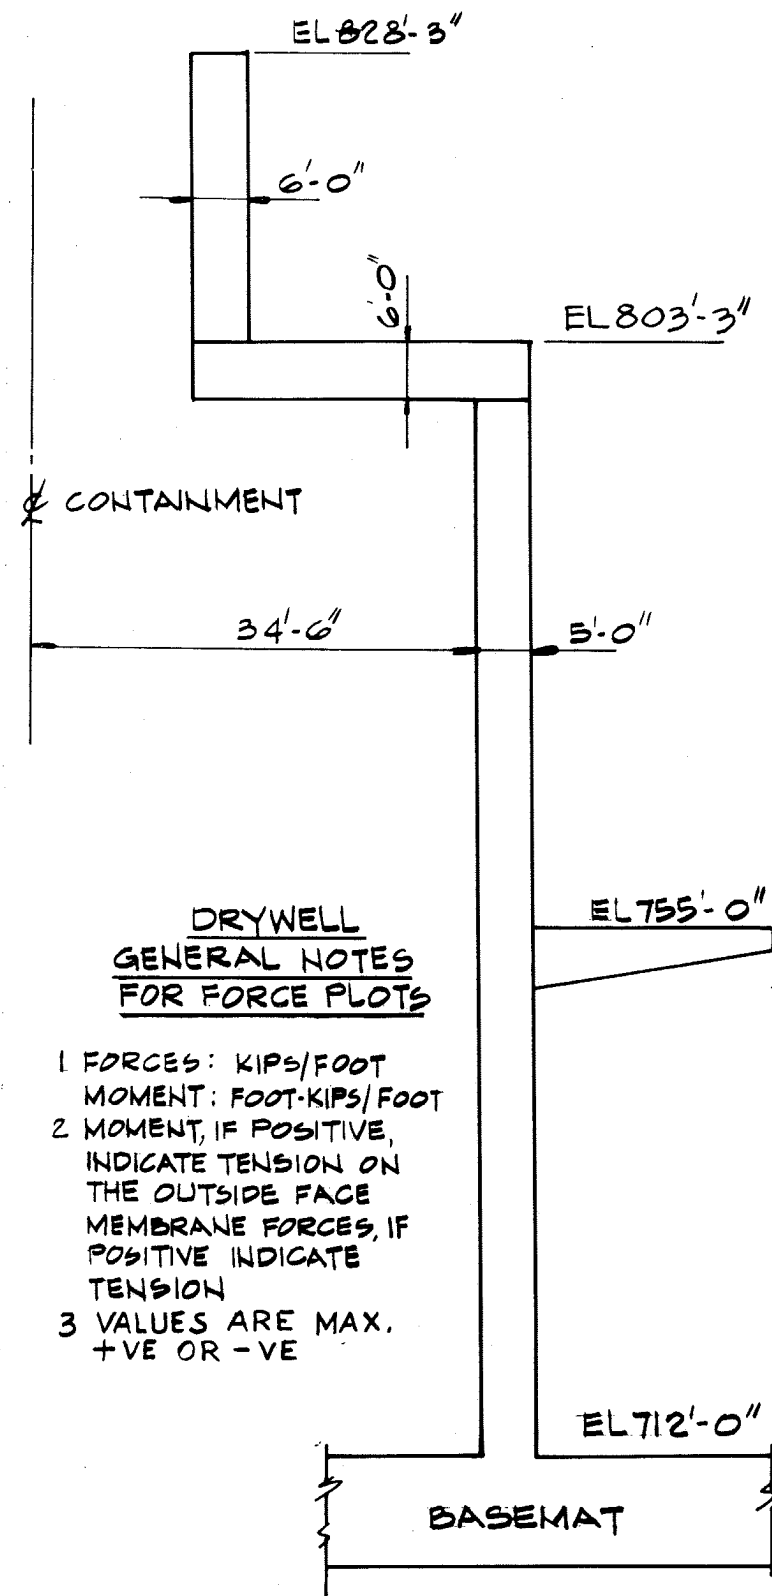 EL 828'-3"
6'-0"
6'-0"
EL 803'-3"
℄ CONTAINMENT
34'-6"
5'-0"
EL 755'-0"
DRYWELL
GENERAL NOTES
FOR FORCE PLOTS
1 FORCES: KIPS/FOOT
MOMENT: FOOT-KIPS/FOOT
2 MOMENT, IF POSITIVE,
INDICATE TENSION ON
THE OUTSIDE FACE
MEMBRANE FORCES, IF
POSITIVE INDICATE
TENSION
3 VALUES ARE MAX.
+VE OR -VE
EL 712'-0"
BASEMAT